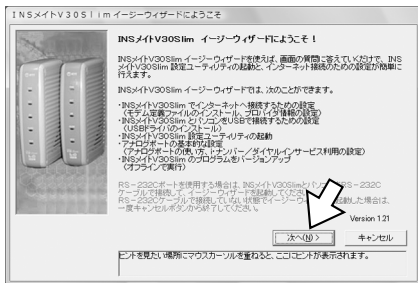 INSメイトV30Slim イージーウィザードにようこそ
INSメイトV30Slim　イージーウィザードにようこそ！
INSメイトV30Slim イージーウィザードを使えば、画面の質問に答えていくだけで、INS
メイトV30Slim 設定ユーティリティの起動と、インターネット接続のための設定が簡単に
行えます。
INSメイトV30Slim イージーウィザードでは、次のことができます。
・INSメイトV30Slim でインターネットへ接続するための設定
（モデム定義ファイルのインストール、プロバイダ情報の設定）
・INSメイトV30Slim とパソコンをUSBで接続するための設定
（USBドライバのインストール）
・INSメイトV30Slim 設定ユーティリティの起動
・アナログポートの基本的な設定
（アナログポートの使い方、i・ナンバー／ダイヤルインサービス利用の設定）
・INSメイトV30Slim のプログラムをバージョンアップ
（オフラインで実行）
RS－232Cポートを使用する場合は、INSメイトV30Slimとパソ RS－232C
ケーブルで接続して、イージーウィザードを起動してくださ
RS－232Cケーブルで接続していない状態でイージーウ 起動した場合は、
一度キャンセルボタンから終了してください。
Version 1.21
次へ(N) >
キャンセル
ヒントを見たい場所にマウスカーソルを重ねると、ここにヒントが表示されます。